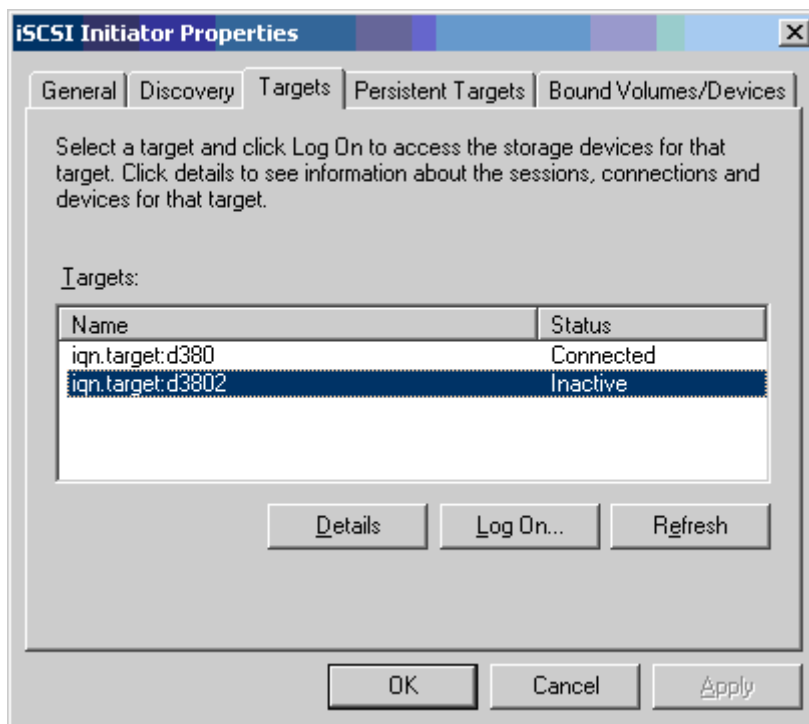 iSCSI Initiator Properties
General Discovery Targets Persistent Targets Bound Volumes/Devices
Select a target and click Log On to access the storage devices for that
target. Click details to see information about the sessions, connections and
devices for that target.
Targets:
Name Status
iqn.target:d380 Connected
iqn.target:d3802 Inactive
Details Log On... Refresh
OK Cancel Apply